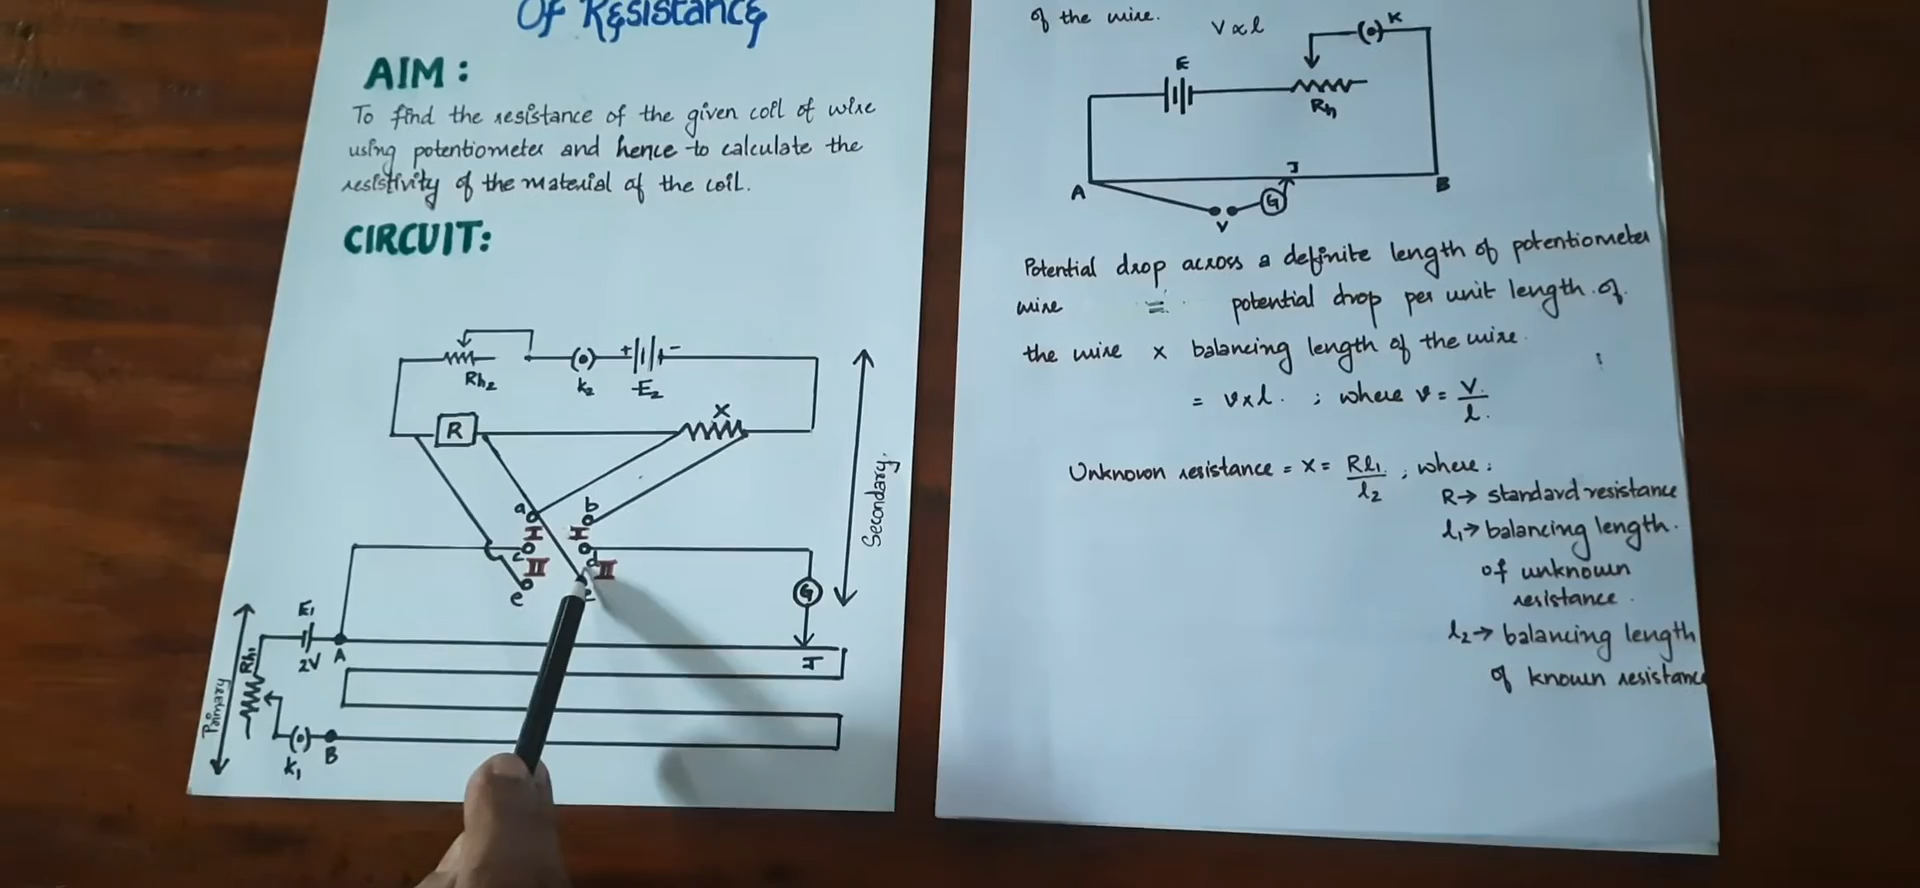 Of Resistance
AIM:
To find the resistance of the given coil of wire
using potentiometer and hence to calculate the
resistivity of the material of the coil.
CIRCUIT:
Rh2
K2
+ -
E2
R
X
a
b
I I
c
d
II II
e
Secondary.
G
J
E1
2V
A
Rh1
Primary
K1
B
of the wire.
V ∝ l
K
E
Rh
J
A
B
G
V
Potential drop across a definite length of potentiometer
wire = potential drop per unit length of
the wire x balancing length of the wire.
= v x l. ; where v = V/l.
Unknown resistance = X = Rl1/l2 , where:
R→ standard resistance
l1→ balancing length.
of unknown
resistance.
l2→ balancing length
of known resistance